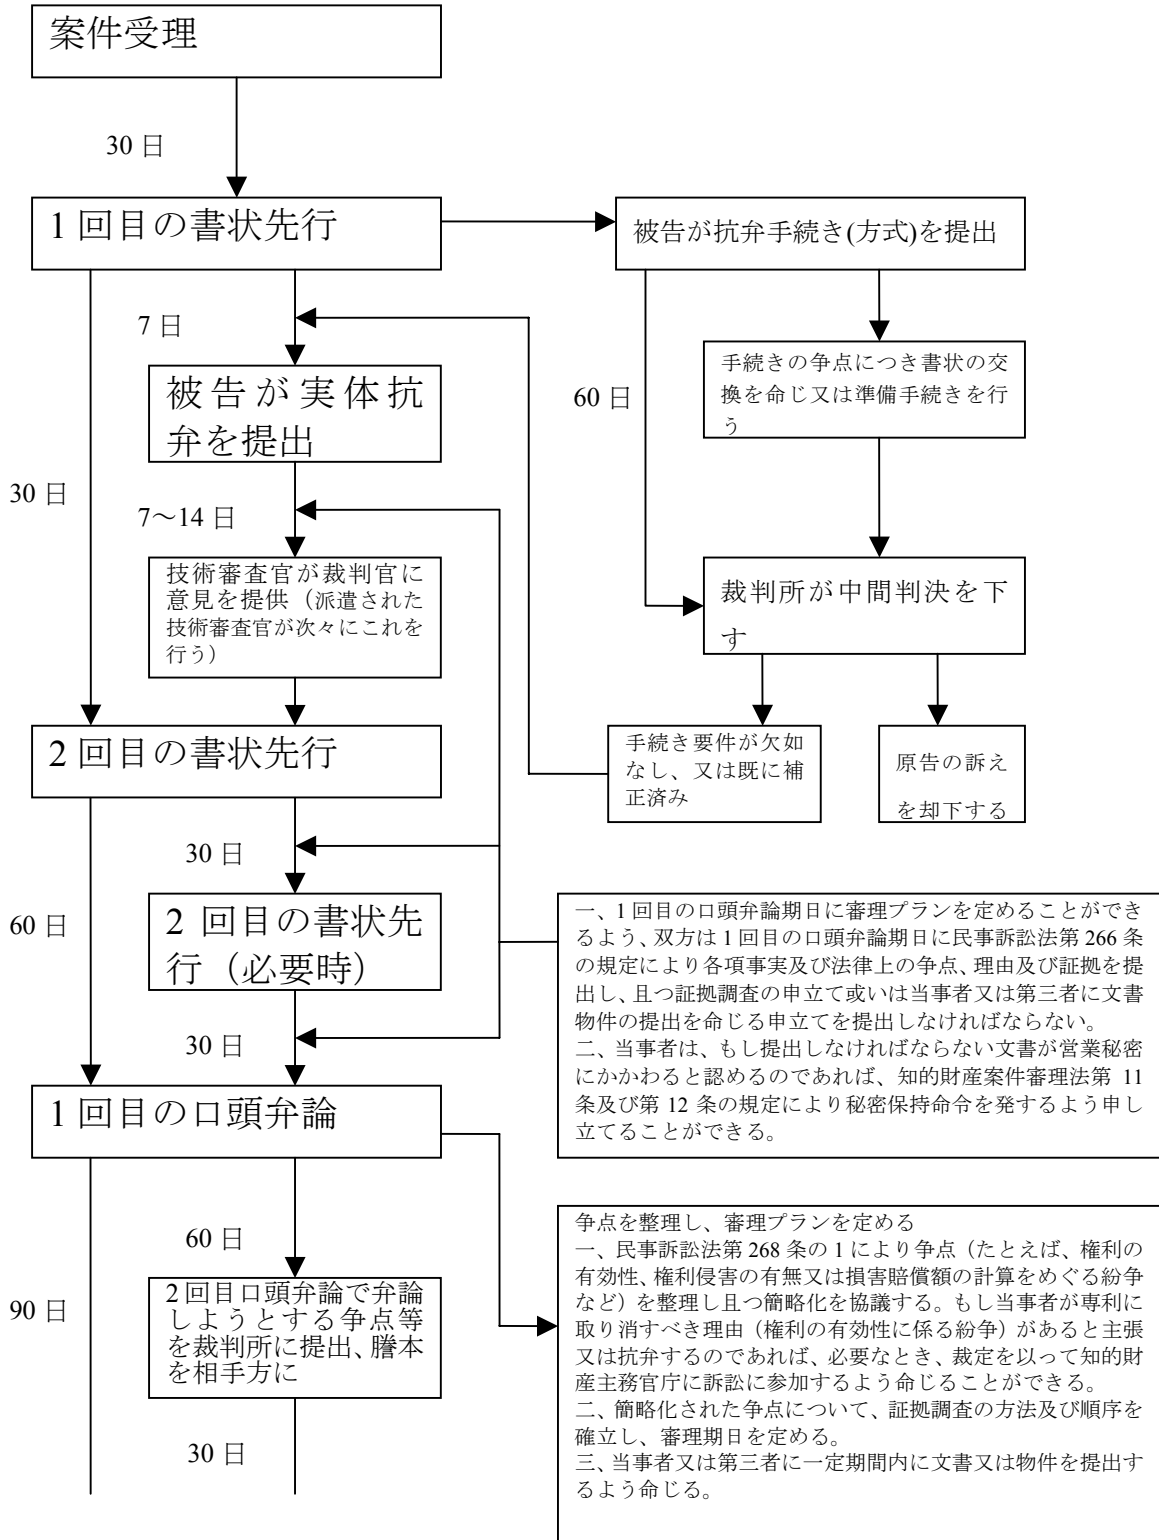 案件受理
30 日
1 回目の書状先行
被告が抗弁手続き(方式)を提出
7 日
手続きの争点につき書状の交
換を命じ又は準備手続きを行
う
被告が実体抗
弁を提出
60 日
30 日
7～14 日
技術審査官が裁判官に
意見を提供（派遣された
技術審査官が次々にこれを
行う）
裁判所が中間判決を下
す
2 回目の書状先行
手続き要件が欠如
なし、又は既に補
正済み
原告の訴え
を却下する
30 日
60 日
2 回目の書状先
行（必要時）
一、1 回目の口頭弁論期日に審理プランを定めることができ
るよう、双方は 1 回目の口頭弁論期日に民事訴訟法第 266 条
の規定により各項事実及び法律上の争点、理由及び証拠を提
出し、且つ証拠調査の申立て或いは当事者又は第三者に文書
物件の提出を命じる申立てを提出しなければならない。
二、当事者は、もし提出しなければならない文書が営業秘密
にかかわると認めるのであれば、知的財産案件審理法第 11
条及び第 12 条の規定により秘密保持命令を発するよう申し
立てることができる。
30 日
1 回目の口頭弁論
60 日
90 日
2 回目口頭弁論で弁論
しようとする争点等
を裁判所に提出、謄本
を相手方に
30 日
争点を整理し、審理プランを定める
一、民事訴訟法第 268 条の 1 により争点（たとえば、権利の
有効性、権利侵害の有無又は損害賠償額の計算をめぐる紛争
など）を整理し且つ簡略化を協議する。もし当事者が専利に
取り消すべき理由（権利の有効性に係る紛争）があると主張
又は抗弁するのであれば、必要なとき、裁定を以って知的財
産主務官庁に訴訟に参加するよう命じることができる。
二、簡略化された争点について、証拠調査の方法及び順序を
確立し、審理期日を定める。
三、当事者又は第三者に一定期間内に文書又は物件を提出す
るよう命じる。